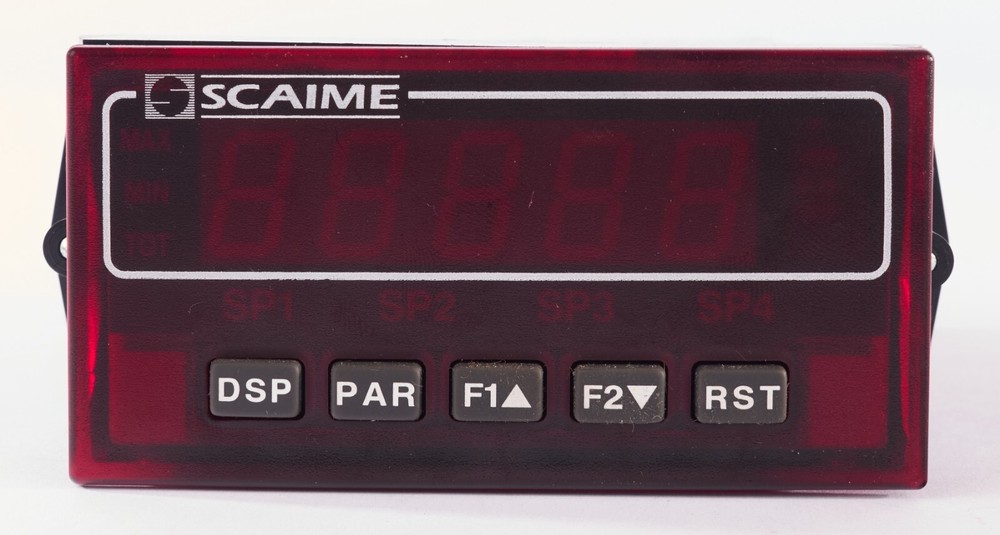 SCAIME
MAX
MIN
TOT
SP1 SP2 SP3 SP4
DSP PAR F1▲ F2▼ RST